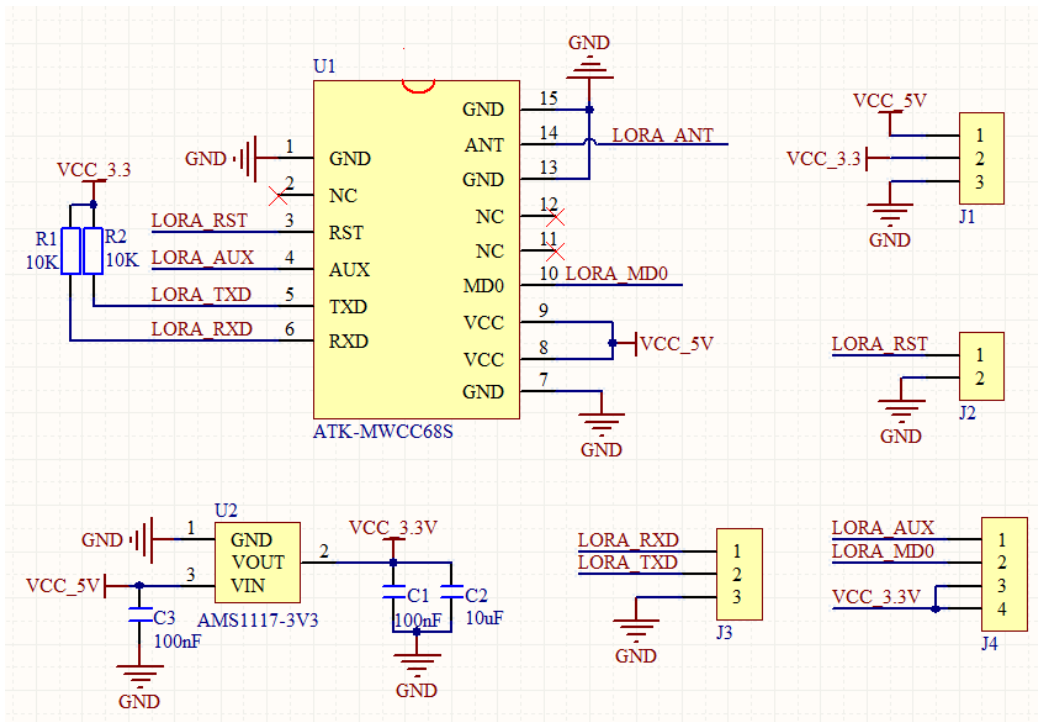 U1
GND
1
GND
2
NC
3
RST
4
AUX
5
TXD
6
RXD
GND
15
ANT
14
GND
13
NC
12
NC
11
MD0
10
VCC
9
VCC
8
GND
7
ATK-MWCC68S
GND
GND
LORA_ANT
LORA_MD0
VCC_5V
GND
VCC_3.3
R1
10K
R2
10K
LORA_RST
LORA_AUX
LORA_TXD
LORA_RXD
VCC_5V
VCC_3.3
GND
1
2
3
J1
LORA_RST
GND
1
2
J2
U2
GND
1
GND
VOUT
2
VCC_5V
3
VIN
AMS1117-3V3
VCC_3.3V
C3
100nF
GND
C1
100nF
C2
10uF
GND
LORA_RXD
LORA_TXD
GND
1
2
3
J3
LORA_AUX
LORA_MD0
VCC_3.3V
1
2
3
4
J4